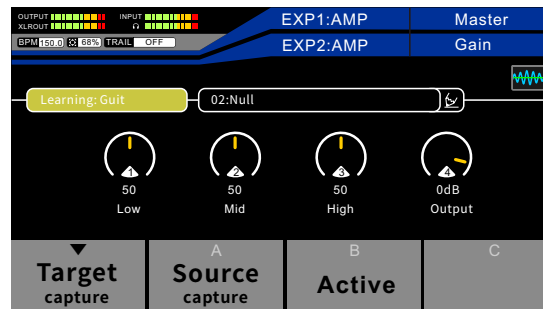 OUTPUT
INPUT
XLROUT
EXP1:AMP Master
BPM 150.0 68% TRAIL OFF
EXP2:AMP Gain
Learning: Guit
02:Null
1 2 3 4
50 50 50 0dB
Low Mid High Output
A B C
Target
capture
Source
capture
Active